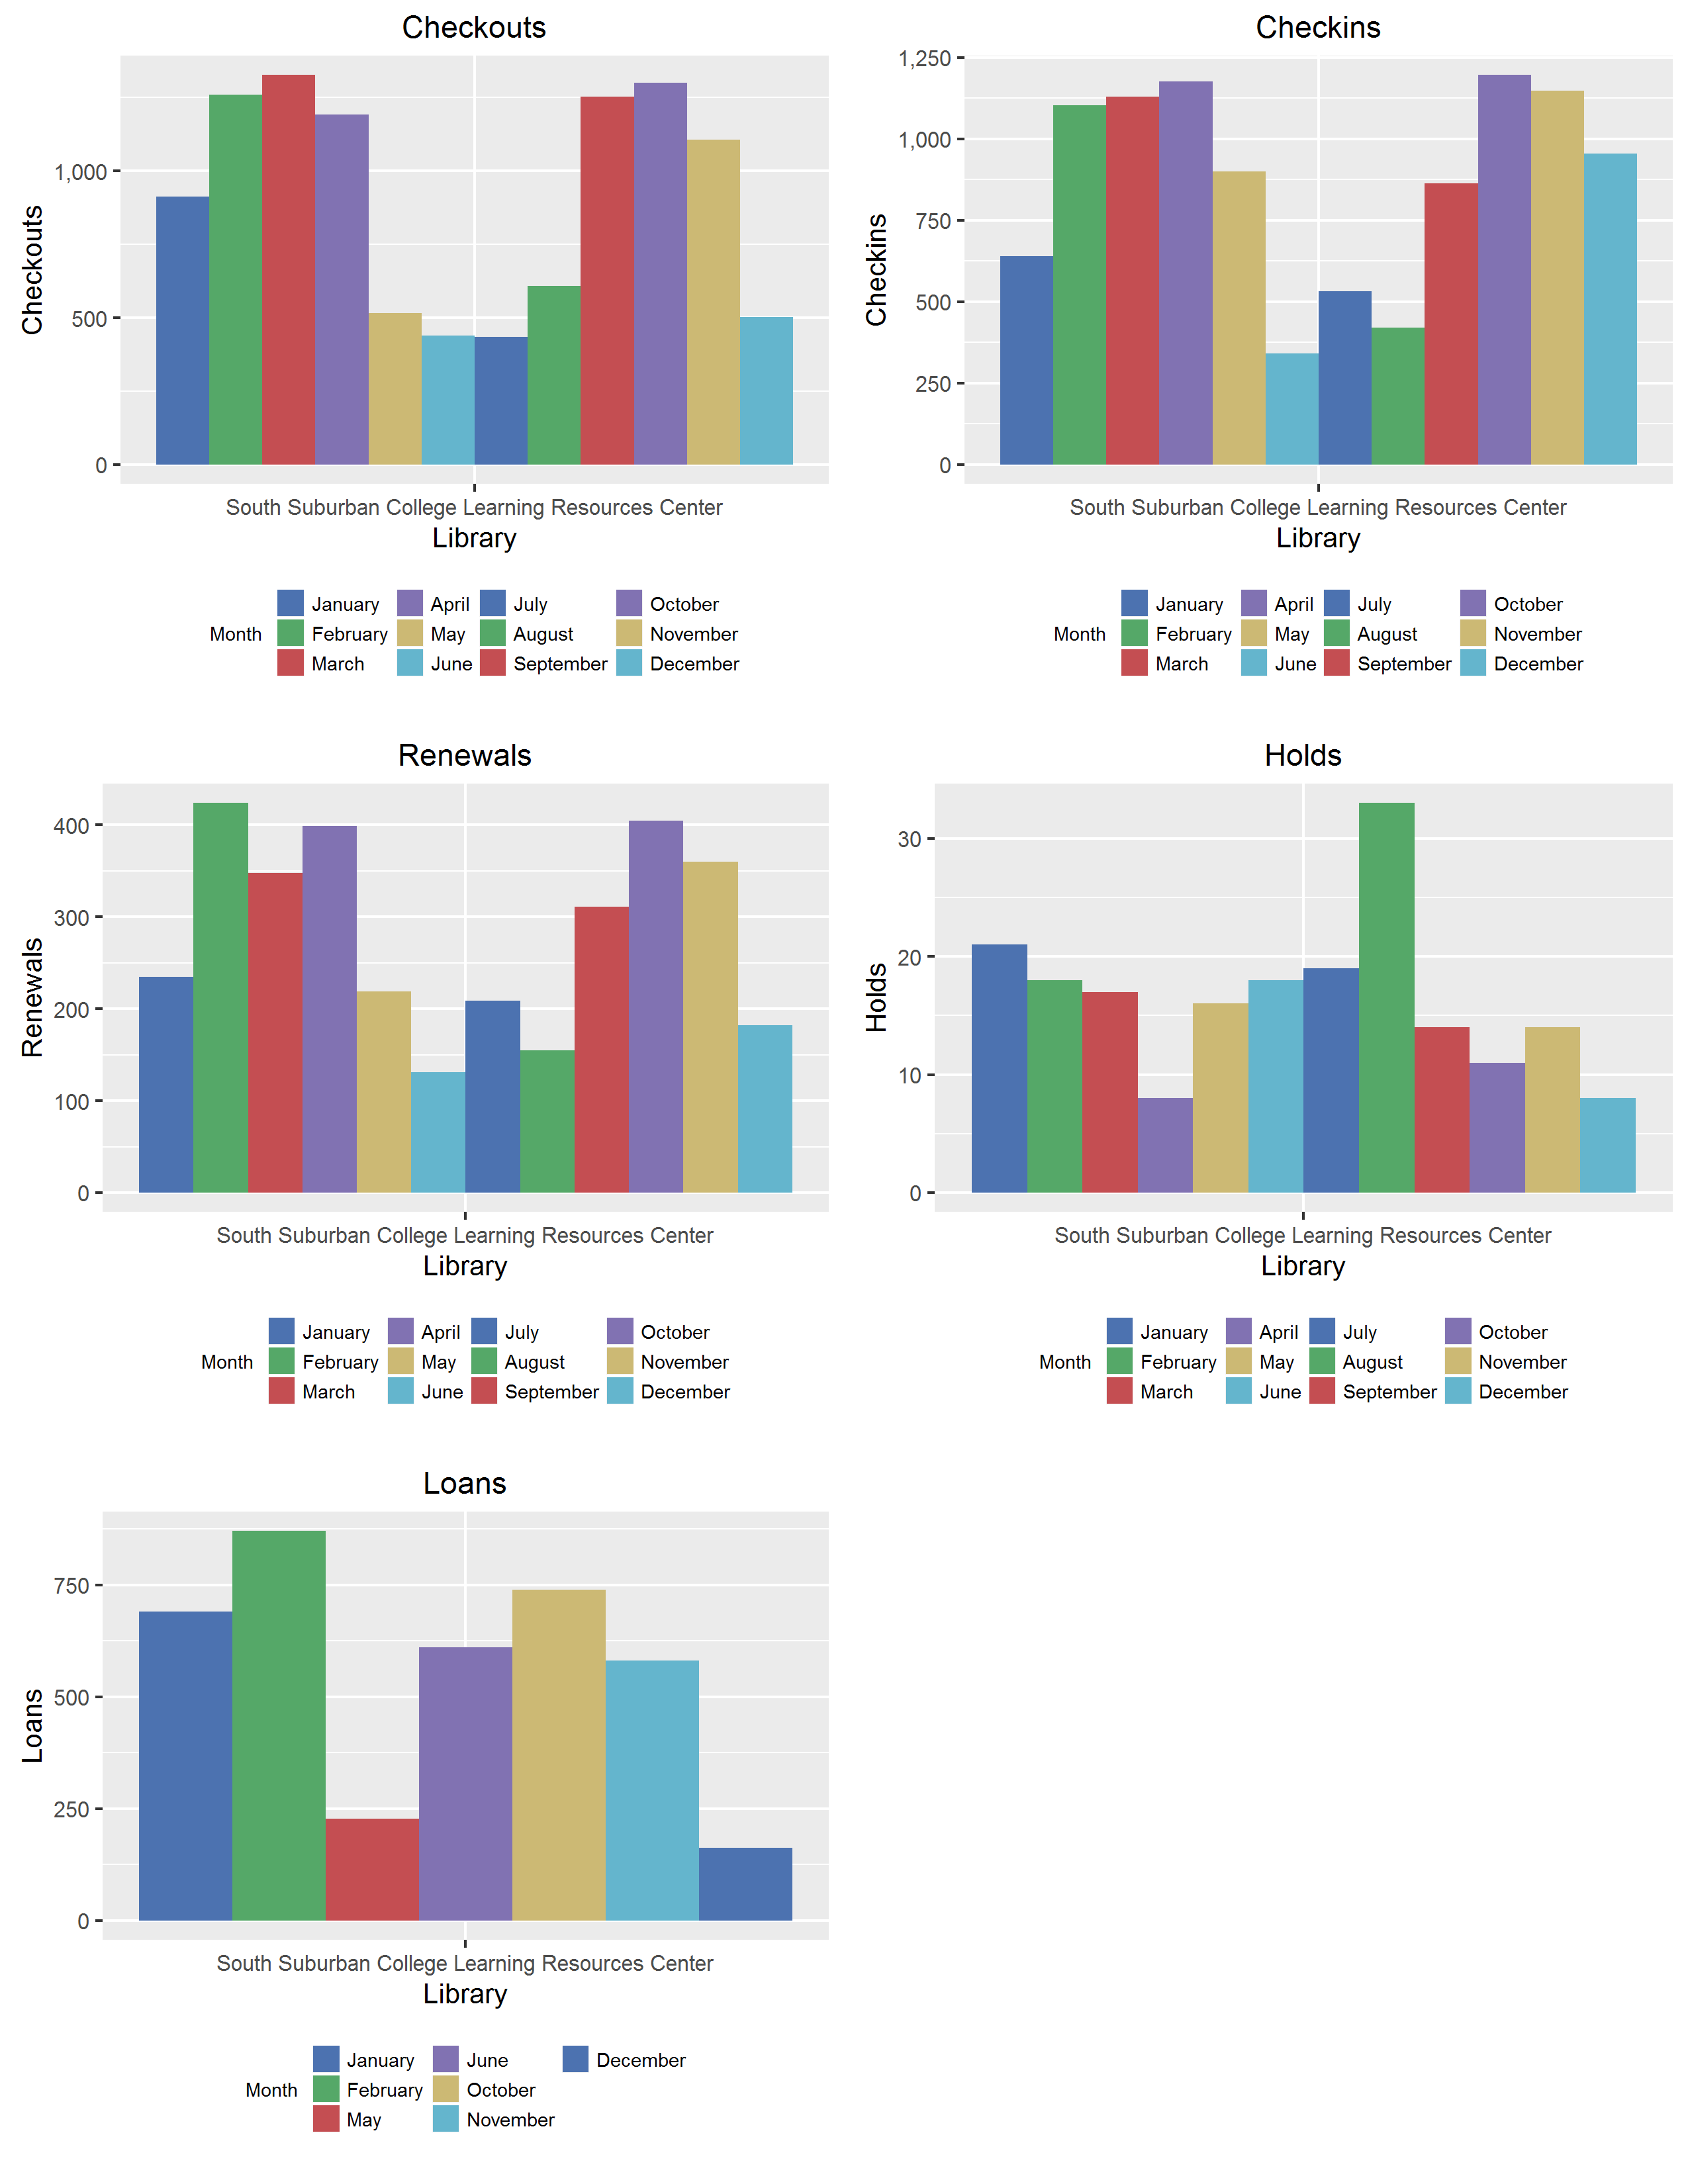 Checkouts
Checkouts
1,000
500
0
South Suburban College Learning Resources Center
Library
Month
January
February
March
April
May
June
July
August
September
October
November
December
Checkins
Checkins
1,250
1,000
750
500
250
0
South Suburban College Learning Resources Center
Library
Month
January
February
March
April
May
June
July
August
September
October
November
December
Renewals
Renewals
400
300
200
100
0
South Suburban College Learning Resources Center
Library
Month
January
February
March
April
May
June
July
August
September
October
November
December
Holds
Holds
30
20
10
0
South Suburban College Learning Resources Center
Library
Month
January
February
March
April
May
June
July
August
September
October
November
December
Loans
Loans
750
500
250
0
South Suburban College Learning Resources Center
Library
Month
January
February
May
June
October
November
December